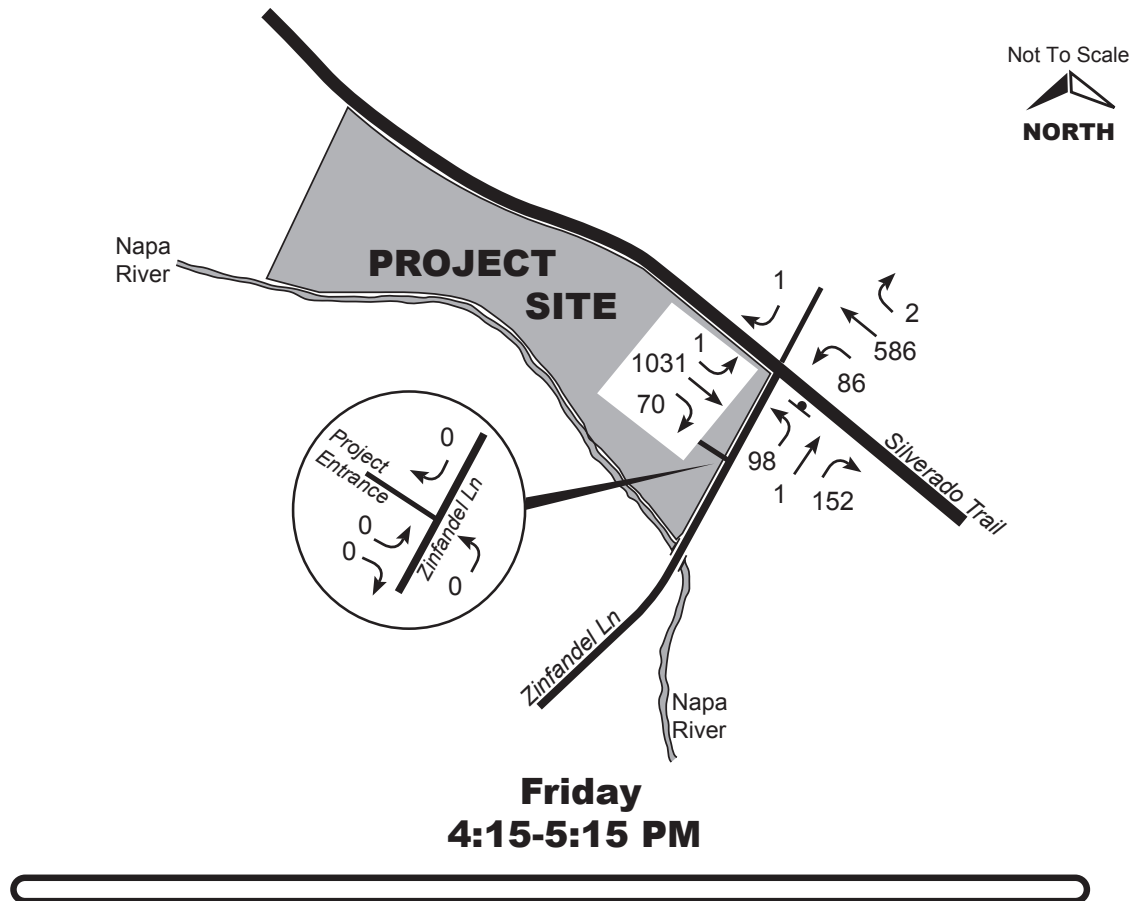 Not To Scale
NORTH
Napa
River
PROJECT
SITE
1
2
586
86
1
1031
70
98
1
152
Silverado Trail
Project
Entrance
0
0
0
0
Zinfandel Ln
Zinfandel Ln
Napa
River
Friday
4:15-5:15 PM